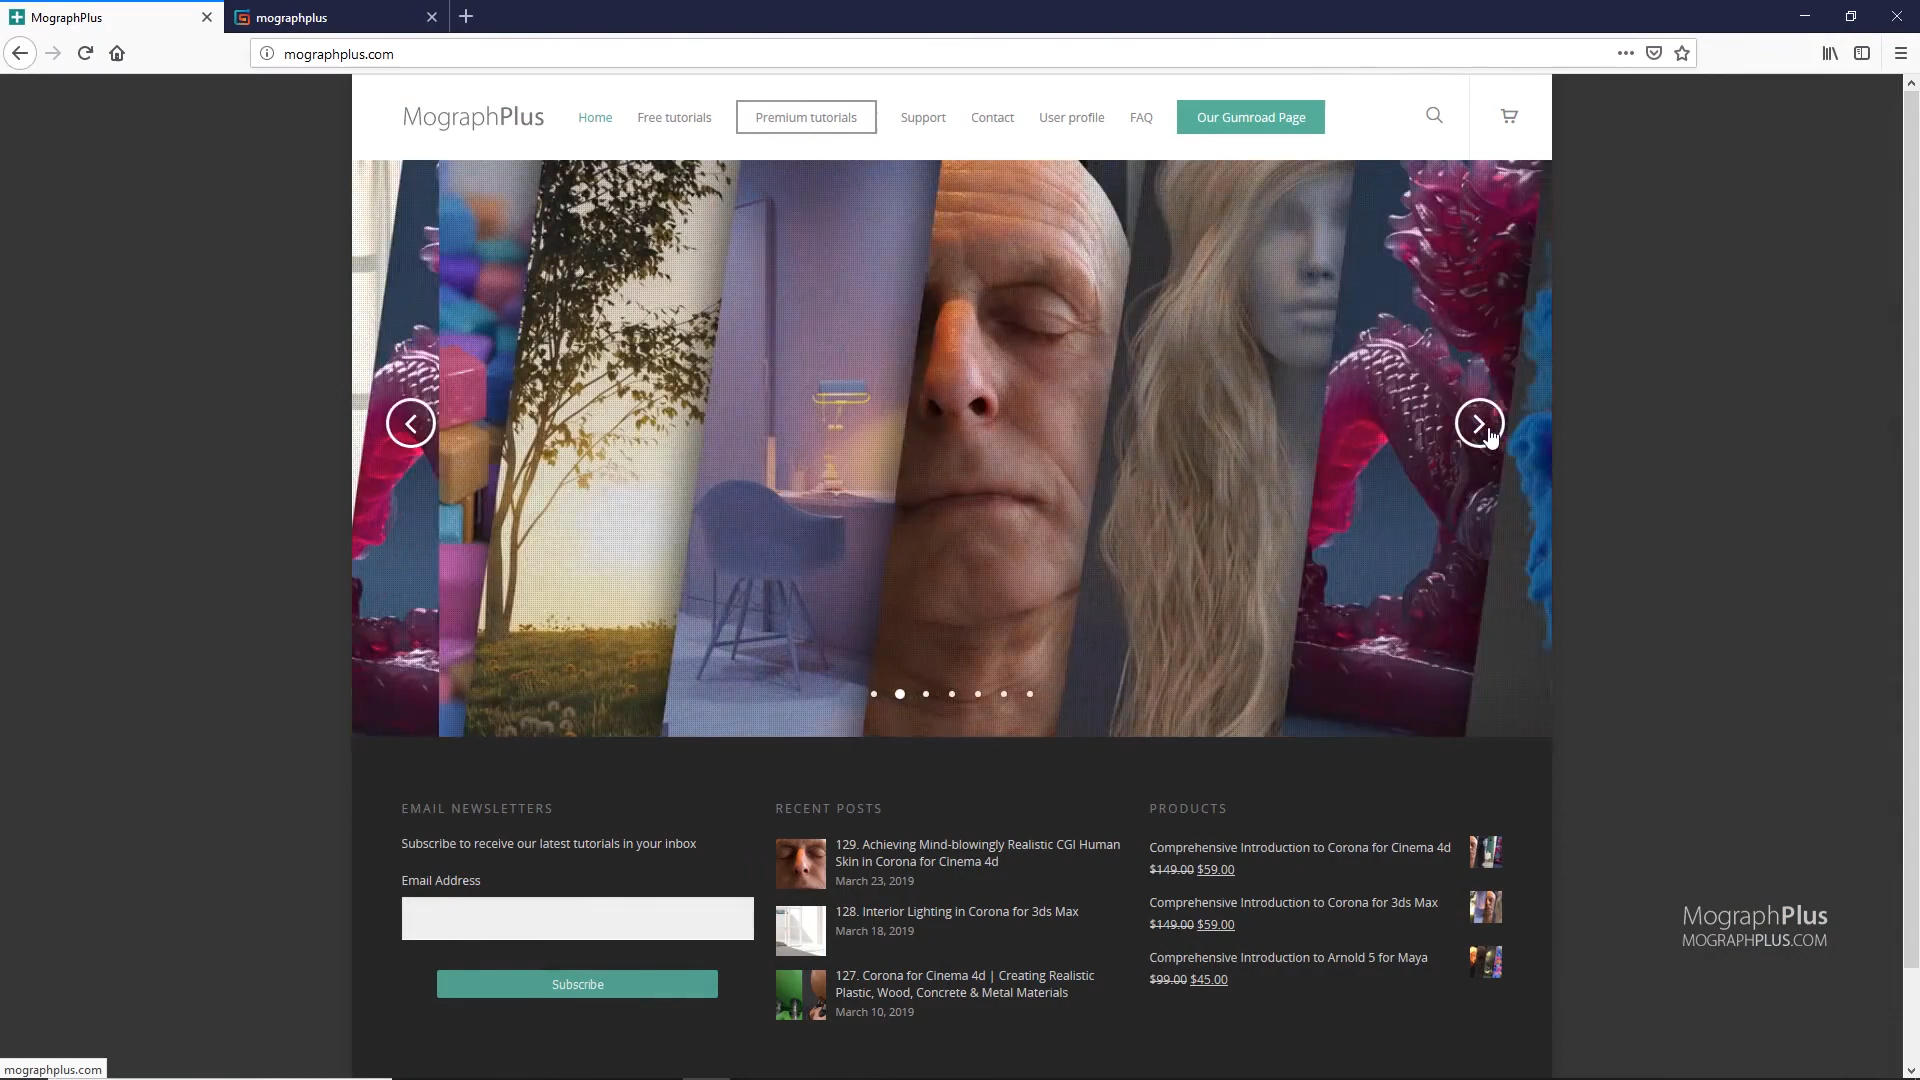 MographPlus
mographplus
mographplus.com
MographPlus
Home
Free tutorials
Premium tutorials
Support
Contact
User profile
FAQ
Our Gumroad Page
EMAIL NEWSLETTERS
Subscribe to receive our latest tutorials in your inbox
Email Address
Subscribe
RECENT POSTS
129. Achieving Mind-blowingly Realistic CGI Human
Skin in Corona for Cinema 4d
March 23, 2019
128. Interior Lighting in Corona for 3ds Max
March 18, 2019
127. Corona for Cinema 4d | Creating Realistic
Plastic, Wood, Concrete & Metal Materials
March 10, 2019
PRODUCTS
Comprehensive Introduction to Corona for Cinema 4d
$149.00 $59.00
Comprehensive Introduction to Corona for 3ds Max
$149.00 $59.00
Comprehensive Introduction to Arnold 5 for Maya
$99.00 $45.00
MographPlus
MOGRAPHPLUS.COM
mographplus.com